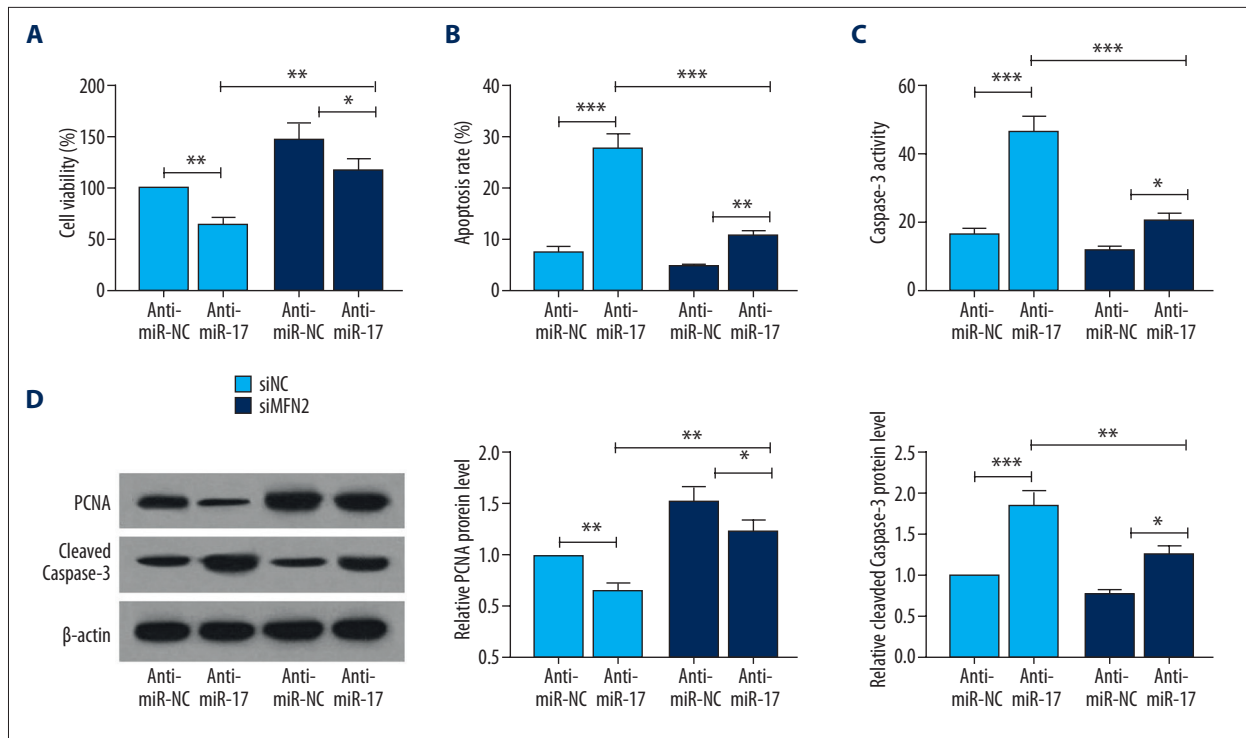 A
Cell viability (%)
200
150
100
50
0
**
**
*
Anti-
miR-NC
Anti-
miR-17
Anti-
miR-NC
Anti-
miR-17
B
Apoptosis rate (%)
40
30
20
10
0
***
***
**
Anti-
miR-NC
Anti-
miR-17
Anti-
miR-NC
Anti-
miR-17
C
Caspase-3 activity
60
40
20
0
***
***
*
Anti-
miR-NC
Anti-
miR-17
Anti-
miR-NC
Anti-
miR-17
siNC
siMFN2
D
PCNA
Cleaved
Caspase-3
β-actin
Anti-
miR-NC
Anti-
miR-17
Anti-
miR-NC
Anti-
miR-17
Relative PCNA prorein level
2.0
1.5
1.0
0.5
0.5
**
**
*
Anti-
miR-NC
Anti-
miR-17
Anti-
miR-NC
Anti-
miR-17
Relative cleavded Caspase-3 protein level
2.5
2.0
1.5
1.0
0.5
0.0
***
**
*
Anti-
miR-NC
Anti-
miR-17
Anti-
miR-NC
Anti-
miR-17